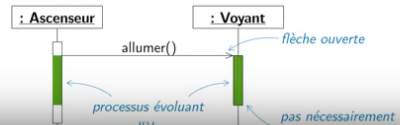 : Ascenseur
: Voyant
allumer()
flèche ouverte
processus évoluant
pas nécessairement